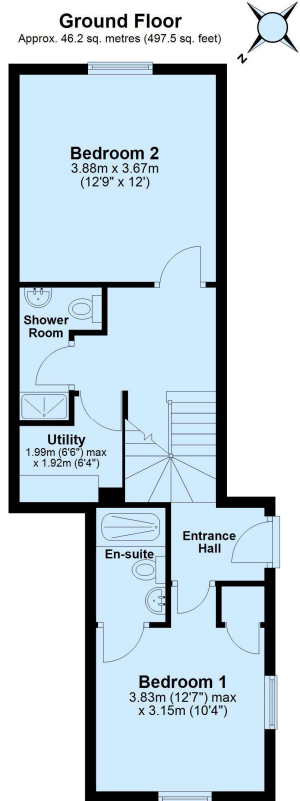 Ground Floor
Approx. 46.2 sq. metres (497.5 sq. feet)
N
Bedroom 2
3.88m x 3.67m
(12'9" x 12')
Shower
Room
Utility
1.99m (6'6") max
x 1.92m (6'4")
En-suite
Entrance
Hall
Bedroom 1
3.83m (12'7") max
x 3.15m (10'4")